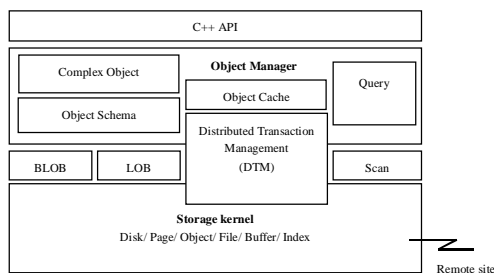 C++ API
Complex Object
Object Manager
Query
Object Cache
Object Schema
Distributed Transaction
Management
(DTM)
BLOB
LOB
Scan
Storage kernel
Disk/ Page/ Object/ File/ Buffer/ Index
Remote site